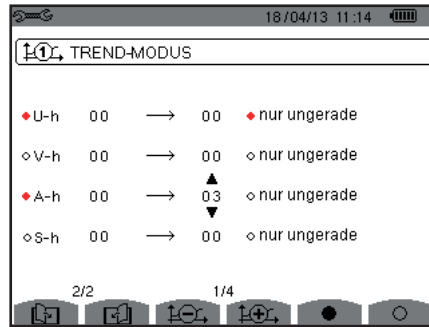 18/04/13 11:14
1 TREND-MODUS
U-h 00 → 00 nur ungerade
V-h 00 → 00 nur ungerade
A-h 00 → 03 nur ungerade
S-h 00 → 00 nur ungerade
2/2 1/4